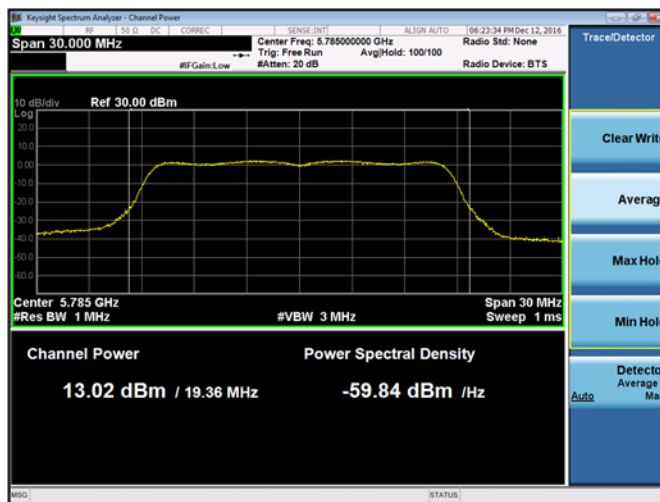 Keysight Spectrum Analyzer - Channel Power
RF 50 Ω DC CORREC SENSE:INT ALIGN AUTO 06:23:34 PM Dec 12, 2016
Span 30.000 MHz
Center Freq: 5.785000000 GHz Radio Std: None
Trig: Free Run Avg|Hold: 100/100
#IFGain:Low #Atten: 20 dB Radio Device: BTS
Trace/Detector
10 dB/div Ref 30.00 dBm
Log
20.0
10.0
0.00
-10.0
-20.0
-30.0
-40.0
-50.0
-60.0
Center 5.785 GHz Span 30 MHz
#Res BW 1 MHz #VBW 3 MHz Sweep 1 ms
Channel Power Power Spectral Density
13.02 dBm / 19.36 MHz -59.84 dBm /Hz
Clear Write
Averag
Max Hol
Min Hol
Detecto
Average
Auto Ma
MSG STATUS